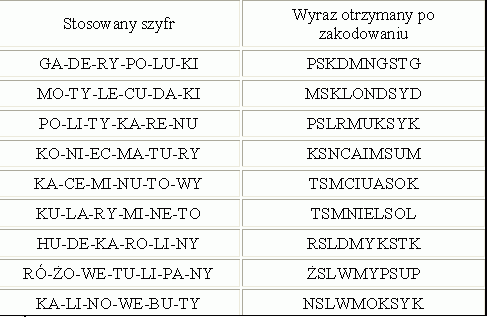 Stosowany szyfr Wyraz otrzymany po
zakodowaniu
GA-DE-RY-PO-LU-KI PSKDMNGSTG
MO-TY-LE-CU-DA-KI MSKLONDSYD
PO-LI-TY-KA-RE-NU PSLRMUKSYK
KO-NI-EC-MA-TU-RY KSNCAIMSUM
KA-CE-MI-NU-TO-WY TSMCIUASOK
KU-LA-RY-MI-NE-TO TSMNIELSOL
HU-DE-KA-RO-LI-NY RSLDMYKSTK
RÓ-ŻO-WE-TU-LI-PA-NY ŻSLWMYPSUP
KA-LI-NO-WE-BU-TY NSLWMOKSYK